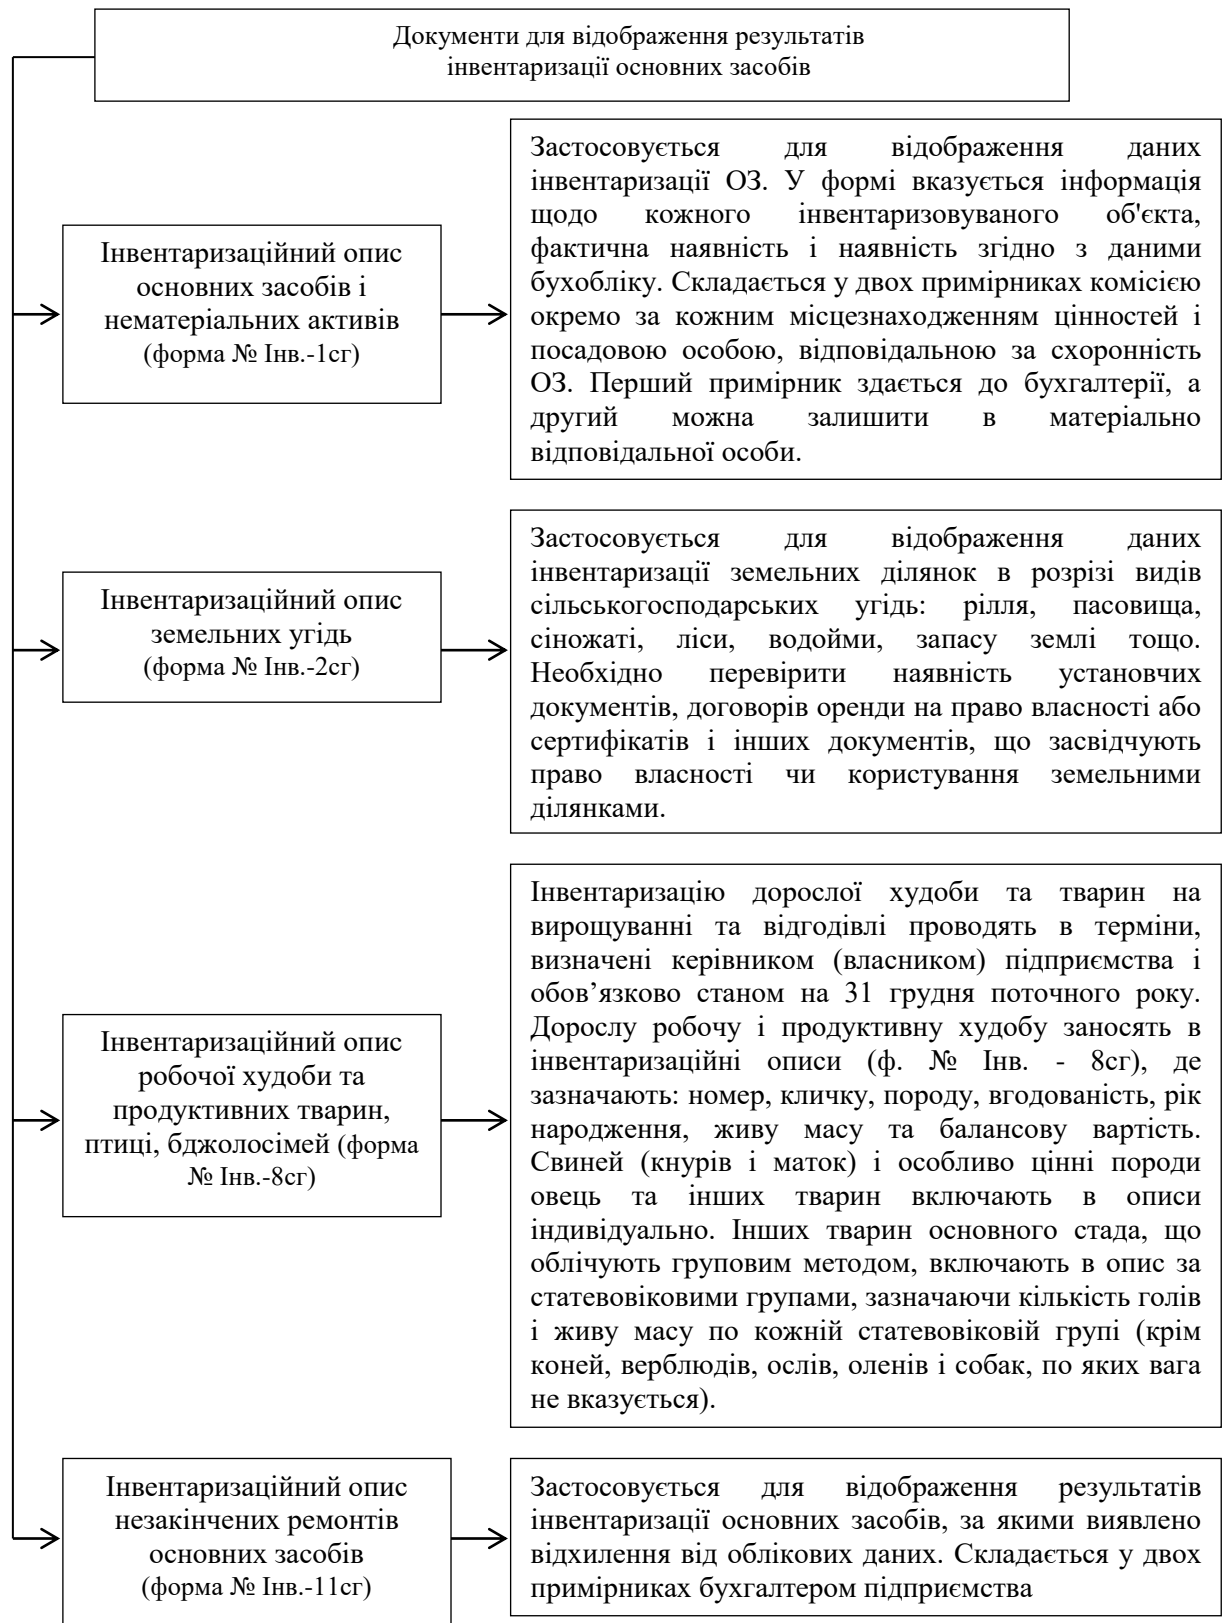 Документи для відображення результатів
інвентаризації основних засобів
Інвентаризаційний опис
основних засобів і
нематеріальних активів
(форма № Інв.-1сг)
Застосовується для відображення даних
інвентаризації ОЗ. У формі вказується інформація
щодо кожного інвентаризовуваного об'єкта,
фактична наявність і наявність згідно з даними
бухобліку. Складається у двох примірниках комісією
окремо за кожним місцезнаходженням цінностей і
посадовою особою, відповідальною за схоронність
ОЗ. Перший примірник здається до бухгалтерії, а
другий можна залишити в матеріально
відповідальної особи.
Інвентаризаційний опис
земельних угідь
(форма № Інв.-2сг)
Застосовується для відображення даних
інвентаризації земельних ділянок в розрізі видів
сільськогосподарських угідь: рілля, пасовища,
сіножаті, ліси, водойми, запасу землі тощо.
Необхідно перевірити наявність установчих
документів, договорів оренди на право власності або
сертифікатів і інших документів, що засвідчують
право власності чи користування земельними
ділянками.
Інвентаризаційний опис
робочої худоби та
продуктивних тварин,
птиці, бджолосімей (форма
№ Інв.-8сг)
Інвентаризацію дорослої худоби та тварин на
вирощуванні та відгодівлі проводять в терміни,
визначені керівником (власником) підприємства і
обов’язково станом на 31 грудня поточного року.
Дорослу робочу і продуктивну худобу заносять в
інвентаризаційні описи (ф. № Інв. - 8сг), де
зазначають: номер, кличку, породу, вгодованість, рік
народження, живу масу та балансову вартість.
Свиней (кнурів і маток) і особливо цінні породи
овець та інших тварин включають в описи
індивідуально. Інших тварин основного стада, що
облічують груповим методом, включають в опис за
статевовіковими групами, зазначаючи кількість голів
і живу масу по кожній статевовіковій групі (крім
коней, верблюдів, ослів, оленів і собак, по яких вага
не вказується).
Інвентаризаційний опис
незакінчених ремонтів
основних засобів
(форма № Інв.-11сг)
Застосовується для відображення результатів
інвентаризації основних засобів, за якими виявлено
відхилення від облікових даних. Складається у двох
примірниках бухгалтером підприємства